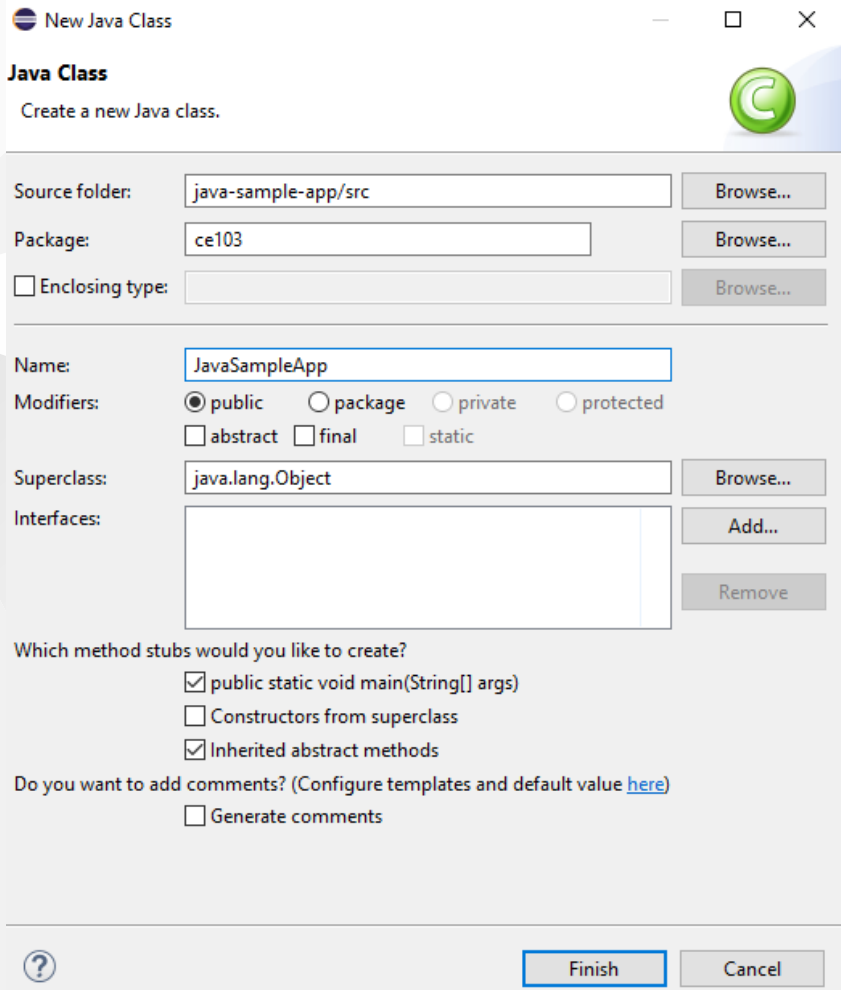 New Java Class
Java Class
Create a new Java class.
C
Source folder: java-sample-app/src Browse...
Package: ce103 Browse...
Enclosing type: Browse...
Name: JavaSampleApp
Modifiers: public package private protected
abstract final static
Superclass: java.lang.Object Browse...
Interfaces: Add...
Remove
Which method stubs would you like to create?
public static void main(String[] args)
Constructors from superclass
Inherited abstract methods
Do you want to add comments? (Configure templates and default value here)
Generate comments
? Finish Cancel